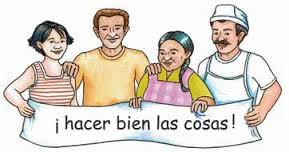 ¡ hacer bien las cosas !